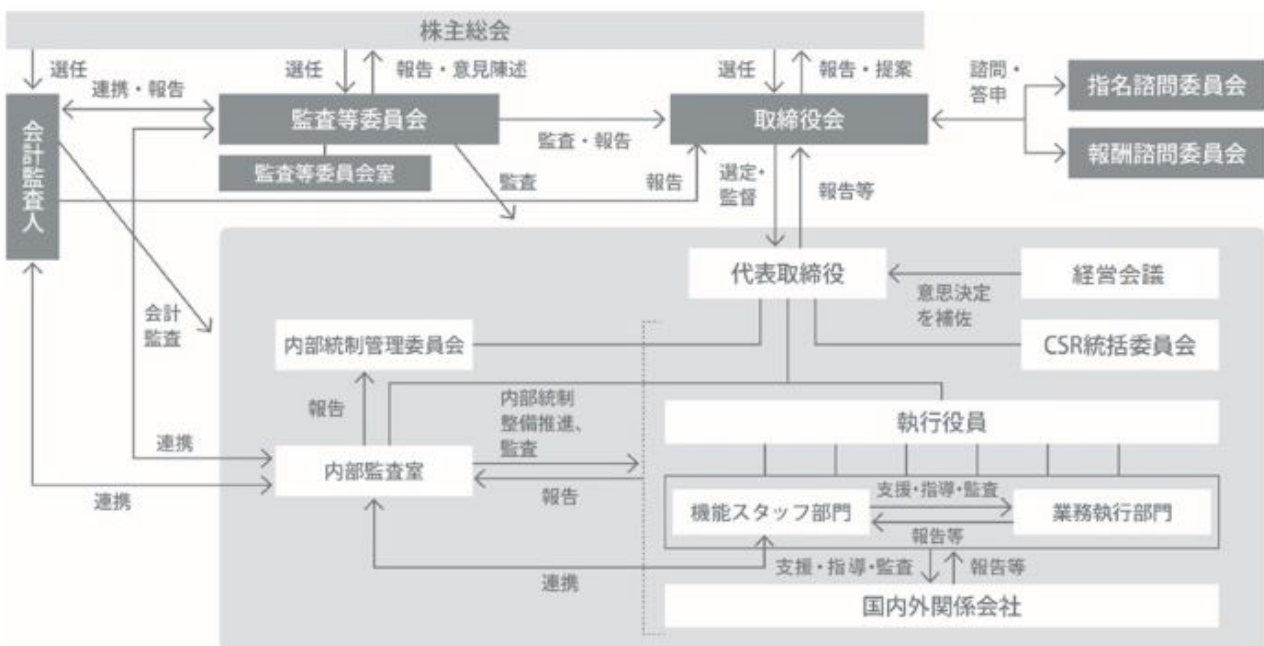 株主総会
選任
選任
報告・意見陳述
選任
報告・提案
諮問・
答申
連携・報告
指名諮問委員会
会計監査人
監査等委員会
取締役会
監査・報告
報酬諮問委員会
監査等委員会室
監査
報告
選定・
監督
報告等
代表取締役
経営会議
意思決定
を補佐
会計
監査
内部統制管理委員会
CSR統括委員会
報告
内部統制
整備推進、
監査
執行役員
連携
内部監査室
報告
連携
支援・指導・監査
機能スタッフ部門
業務執行部門
報告等
連携
支援・指導・監査
報告等
国内外関係会社